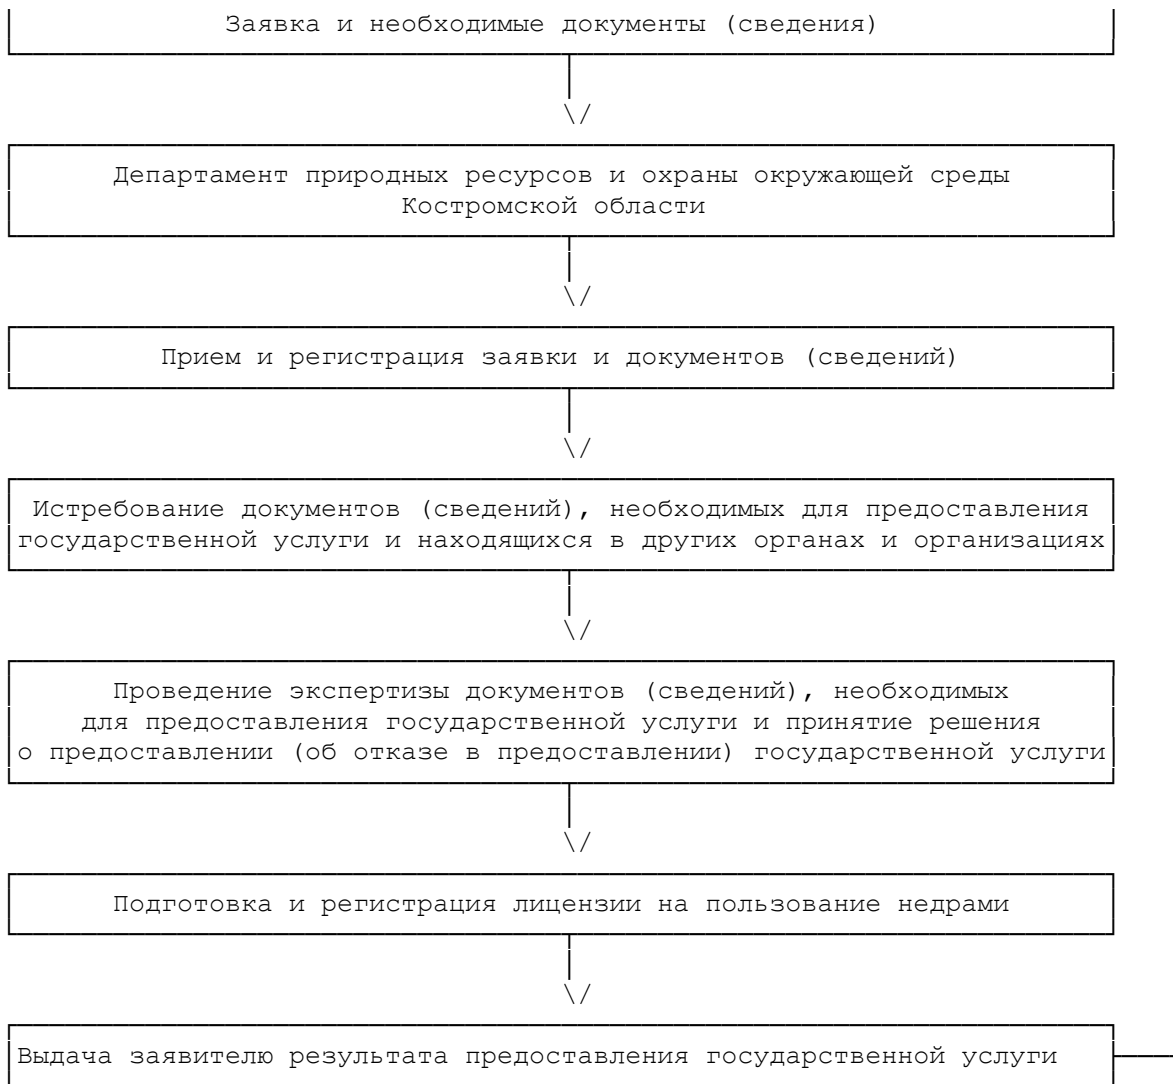 Заявка и необходимые документы (сведения)
\/
Департамент природных ресурсов и охраны окружающей среды
Костромской области
\/
Прием и регистрация заявки и документов (сведений)
\/
Истребование документов (сведений), необходимых для предоставления
государственной услуги и находящихся в других органах и организациях
\/
Проведение экспертизы документов (сведений), необходимых
для предоставления государственной услуги и принятие решения
о предоставлении (об отказе в предоставлении) государственной услуги
\/
Подготовка и регистрация лицензии на пользование недрами
\/
Выдача заявителю результата предоставления государственной услуги